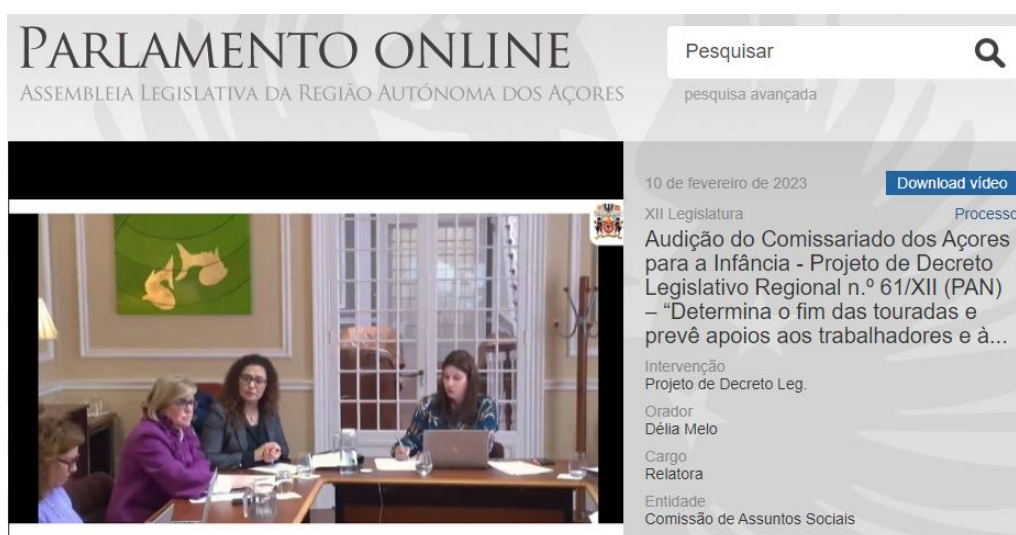 PARLAMENTO ONLINE
ASSEMBLEIA LEGISLATIVA DA REGIÃO AUTÓNOMA DOS AÇORES
Pesquisar
pesquisa avançada
10 de fevereiro de 2023
Download vídeo
XII Legislatura
Processo
Audição do Comissariado dos Açores
para a Infância - Projeto de Decreto
Legislativo Regional n.º 61/XII (PAN)
– “Determina o fim das touradas e
prevê apoios aos trabalhadores e à...
Intervenção
Projeto de Decreto Leg.
Orador
Délia Melo
Cargo
Relatora
Entidade
Comissão de Assuntos Sociais